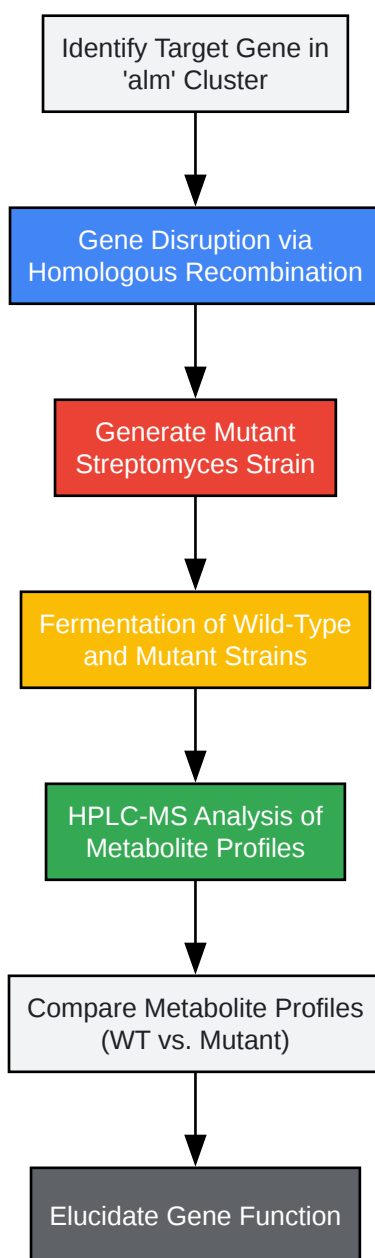 Identify Target Gene in
'alm' Cluster
Gene Disruption via
Homologous Recombination
Generate Mutant
Streptomyces Strain
Fermentation of Wild-Type
and Mutant Strains
HPLC-MS Analysis of
Metabolite Profiles
Compare Metabolite Profiles
(WT vs. Mutant)
Elucidate Gene Function